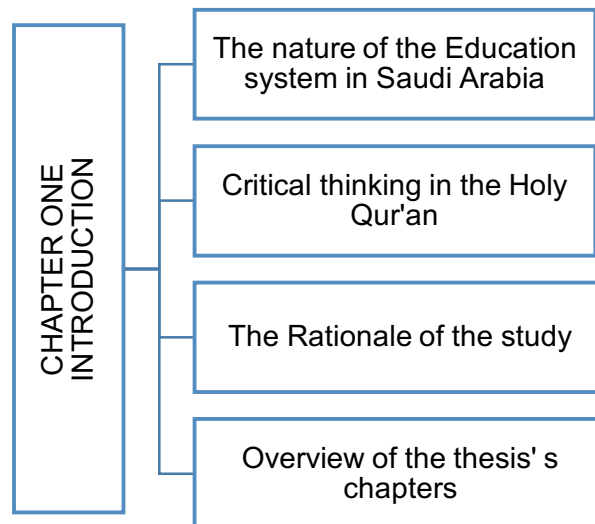 CHAPTER ONE
INTRODUCTION
The nature of the Education
system in Saudi Arabia
Critical thinking in the Holy
Qur'an
The Rationale of the study
Overview of the thesis' s
chapters